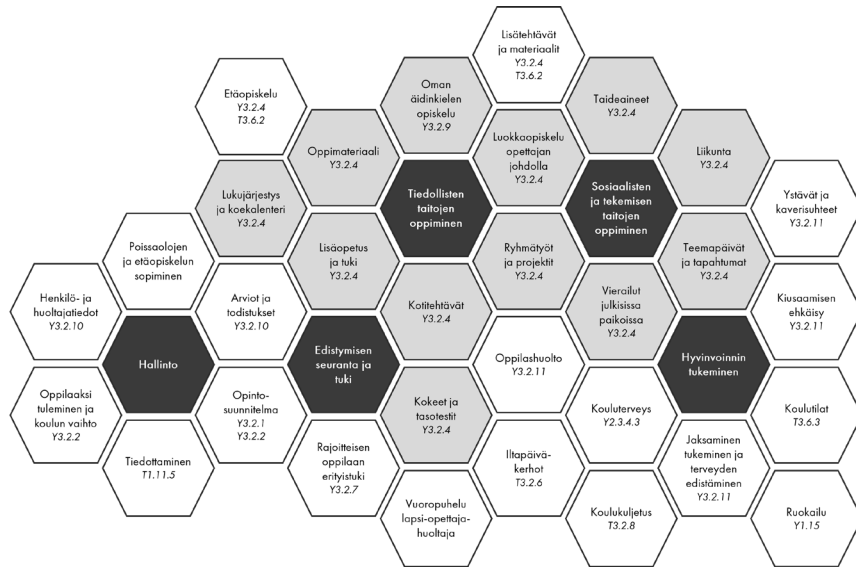 Lisätehtävät
ja materiaalit
Y3.2.4
T3.6.2
Etäopiskelu
Y3.2.4
T3.6.2
Oman
äidinkielen
opiskelu
Y3.2.9
Taideaineet
Y3.2.4
Oppimateriaali
Y3.2.4
Luokkaopiskelu
opettajan
johdolla
Y3.2.4
Liikunta
Y3.2.4
Lukujärjestys
ja koekalenteri
Y3.2.4
Tiedollisten
taitojen
oppiminen
Sosiaalisten
ja tekemisen
taitojen
oppiminen
Ystävät ja
kaverisuhteet
Y3.2.11
Poissaolojen
ja etäopiskelun
sopiminen
Lisäopetus
ja tuki
Y3.2.4
Ryhmätyöt
ja projektit
Y3.2.4
Teemapäivät
ja tapahtumat
Y3.2.4
Henkilö- ja
huoltajatiedot
Y3.2.10
Arviot ja
todistukset
Y3.2.10
Kotitehtävät
Y3.2.4
Vierailut
julkisissa
paikoissa
Y3.2.4
Kiusaamisen
ehkäisy
Y3.2.11
Hallinto
Edistymisen
seuranta ja
tuki
Oppilashuolto
Y3.2.11
Hyvinvoinnin
tukeminen
Oppilaaksi
tuleminen ja
koulun vaihto
Y3.2.2
Opinto-
suunnitelma
Y3.2.1
Y3.2.2
Kokeet ja
tasotestit
Y3.2.4
Kouluterveys
Y2.3.4.3
Koulutilat
T3.6.3
Tiedottaminen
T1.11.5
Rajoitteisen
oppilaan
erityistuki
Y3.2.7
Iltapäivä-
kerhot
T3.2.6
Jaksaminen
tukeminen ja
terveyden
edistäminen
Y3.2.11
Vuoropuhelu
lapsi-opettaja-
huoltaja
Koulukuljetus
T3.2.8
Ruokailu
Y1.15